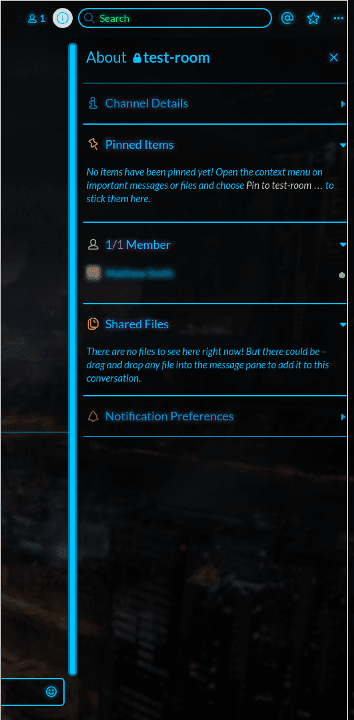 1
Search
About test-room
Channel Details
Pinned Items
No items have been pinned yet! Open the context menu on
important messages or files and choose Pin to test-room … to
stick them here.
1/1 Member
Shared Files
There are no files to see here right now! But there could be –
drag and drop any file into the message pane to add it to this
conversation.
Notification Preferences